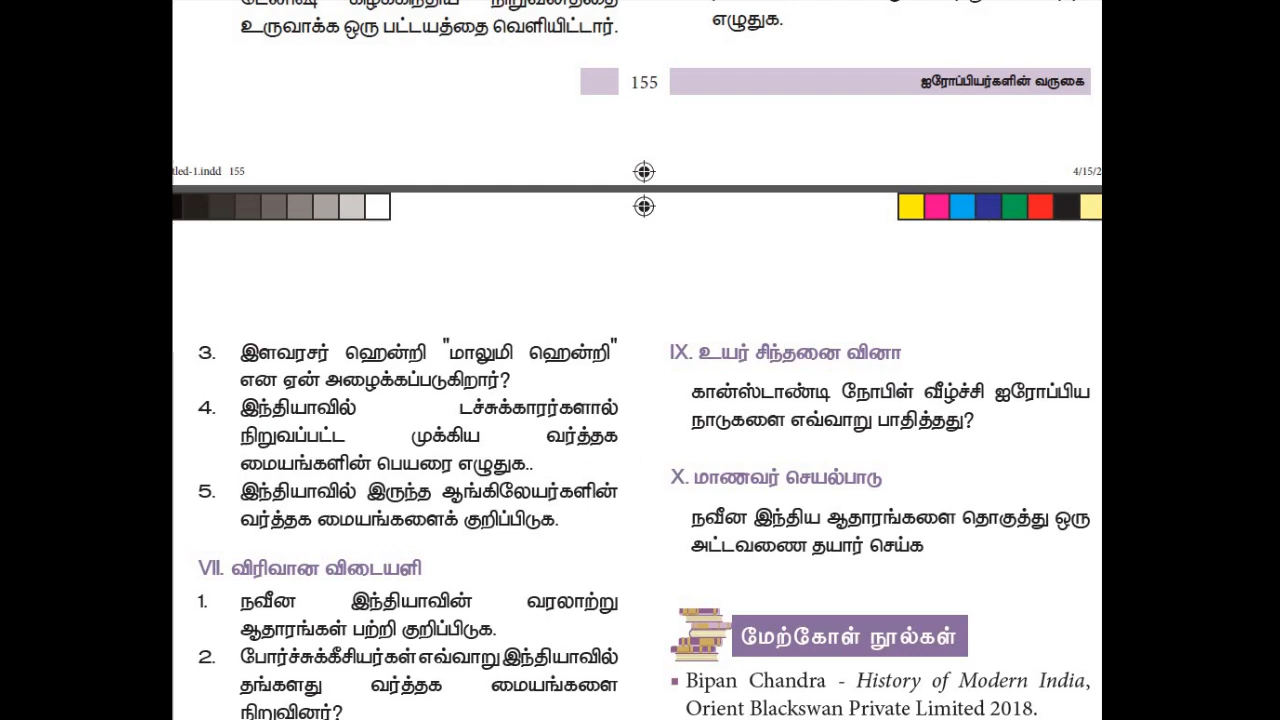 உருவாக்க ஒரு பட்டயத்தை வெளியிட்டார்.
எழுதுக.
155
ஐரோப்பியர்களின் வருகை
tled-1.indd 155
4/15/2
3. இளவரசர் ஹென்றி "மாலுமி ஹென்றி"
என ஏன் அழைக்கப்படுகிறார்?
4. இந்தியாவில் டச்சுக்காரர்களால்
நிறுவப்பட்ட முக்கிய வர்த்தக
மையங்களின் பெயரை எழுதுக..
5. இந்தியாவில் இருந்த ஆங்கிலேயர்களின்
வர்த்தக மையங்களைக் குறிப்பிடுக.
VII. விரிவான விடையளி
1. நவீன இந்தியாவின் வரலாற்று
ஆதாரங்கள் பற்றி குறிப்பிடுக.
2. போர்ச்சுக்கீசியர்கள் எவ்வாறு இந்தியாவில்
தங்களது வர்த்தக மையங்களை
நிறுவினர்?
IX. உயர் சிந்தனை வினா
கான்ஸ்டாண்டி நோபிள் வீழ்ச்சி ஐரோப்பிய
நாடுகளை எவ்வாறு பாதித்தது?
X. மாணவர் செயல்பாடு
நவீன இந்திய ஆதாரங்களை தொகுத்து ஒரு
அட்டவணை தயார் செய்க
மேற்கோள் நூல்கள்
Bipan Chandra - History of Modern India,
Orient Blackswan Private Limited 2018.